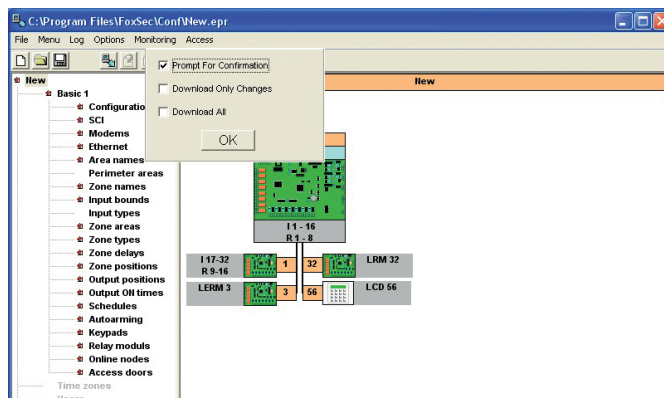 C:\Program Files\FoxSec\Conf\New.epr
File Menu Log Options Monitoring Access
Prompt For Confirmation
Download Only Changes
Download All
OK
New
New
Basic 1
Configuratio
SCI
Modems
Ethernet
Area names
Perimeter areas
Zone names
Input bounds
Input types
Zone areas
Zone types
Zone delays
Zone positions
Output positions
Output ON times
Schedules
Autoarming
Keypads
Relay moduls
Online nodes
Access doors
Time zones
I 1 - 16
R 1 - 8
I 17-32
R 9-16
1
32
LRM 32
LERM 3
3
56
LCD 56